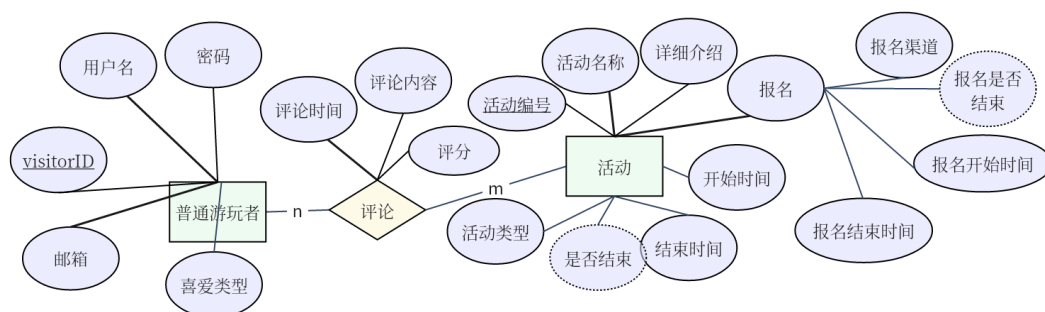 用户名
密码
visitorID
普通游玩者
邮箱
喜爱类型
n
评论时间
评论内容
评分
评论
m
活动名称
详细介绍
活动编号
活动
报名
报名渠道
报名是否
结束
报名开始时间
报名结束时间
开始时间
活动类型
是否结束
结束时间